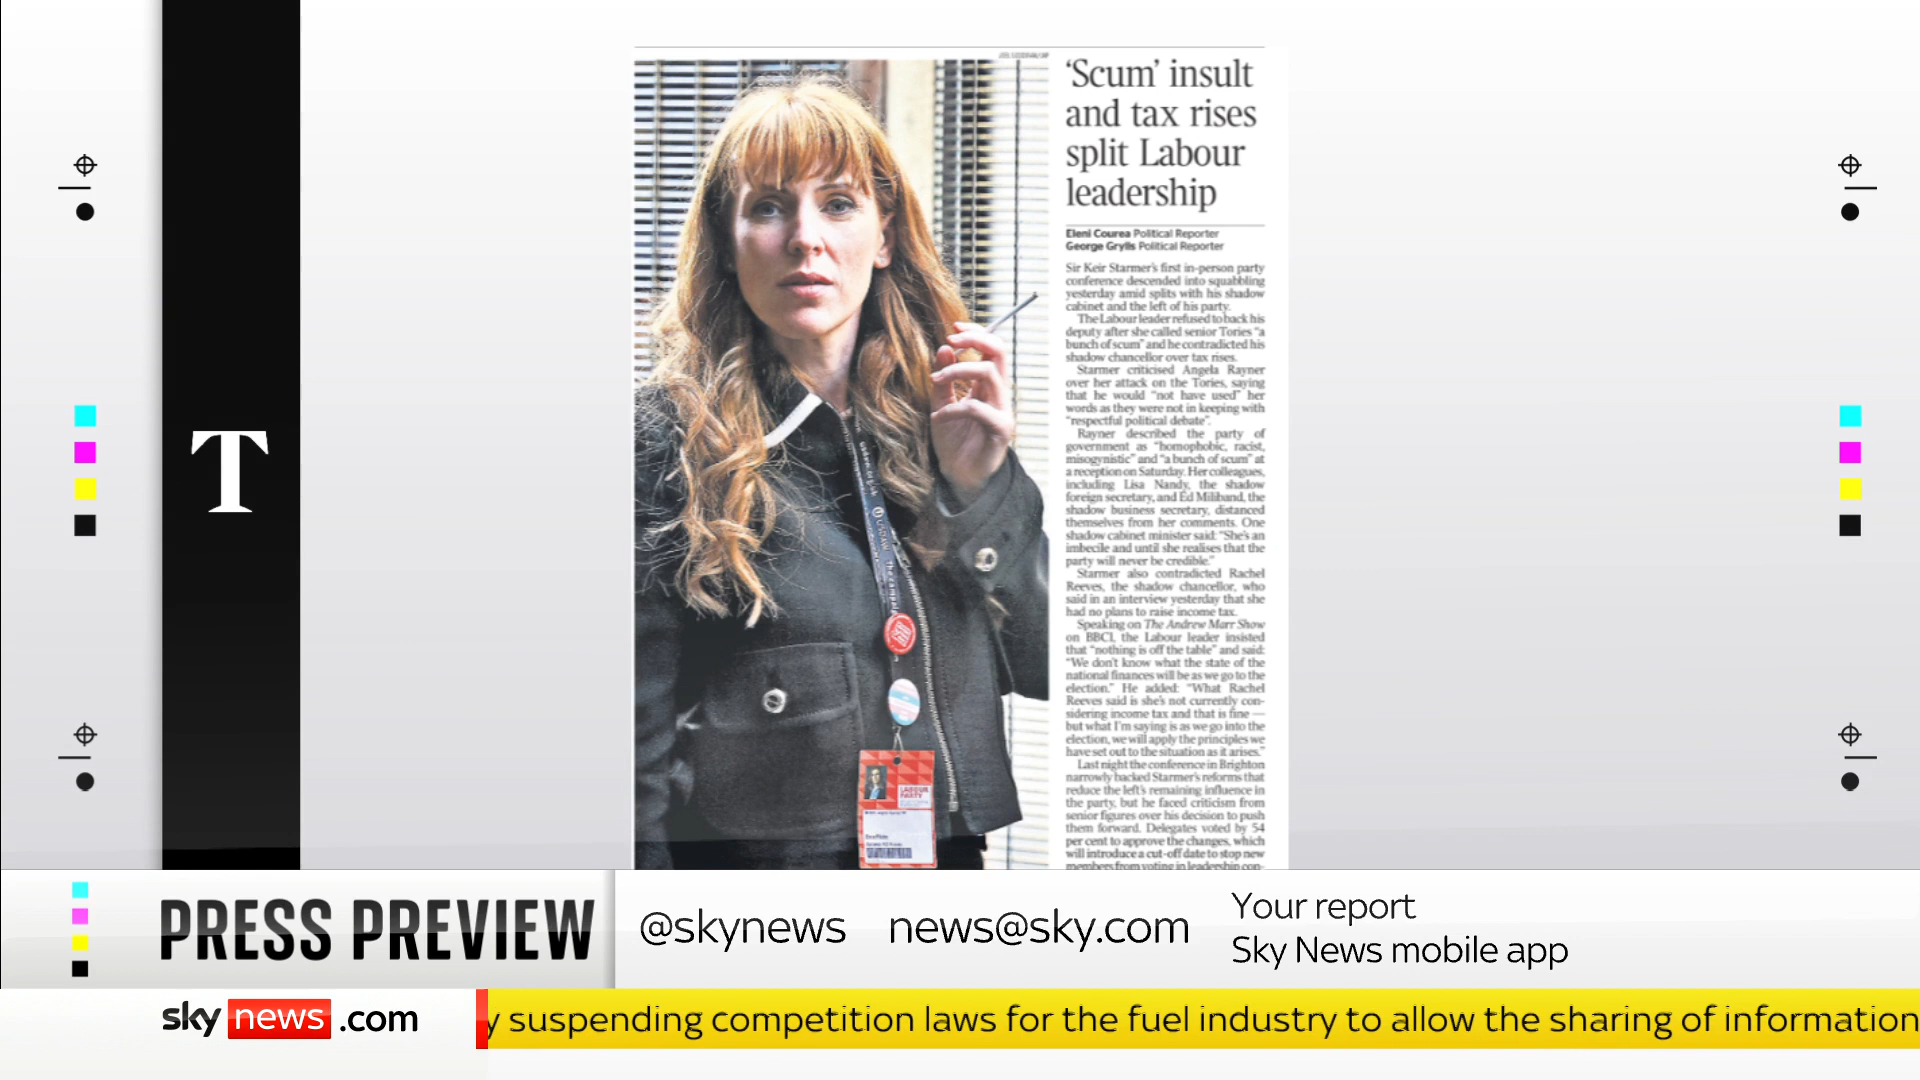 'Scum' insult
and tax rises
split Labour
leadership
Eleni Courea Political Reporter
George Grylls Political Reporter
Sir Keir Starmer's first in-person party
conference descended into squabbling
yesterday amid splits with his shadow
cabinet and the left of his party.
The Labour leader refused to back his
deputy after she called senior Tories "a
bunch of scum" and he contradicted his
shadow chancellor over tax rises.
Starmer criticised Angela Rayner
over her attack on the Tories, saying
that he would "not have used" her
words as they were not in keeping with
"respectful political debate".
Rayner described the party of
government as "homophobic, racist,
misogynistic" and "a bunch of scum" at
a reception on Saturday. Her colleagues,
including Lisa Nandy, the shadow
foreign secretary, and Ed Miliband, the
shadow business secretary, distanced
themselves from her comments. One
shadow cabinet minister said: "She's an
imbecile and until she realises that the
party will never be credible."
Starmer also contradicted Rachel
Reeves, the shadow chancellor, who
said in an interview yesterday that she
had no plans to raise income tax.
Speaking on The Andrew Marr Show
on BBC1, the Labour leader insisted
that "nothing is off the table" and said:
"We don't know what the state of the
national finances will be as we go to the
election." He added: "What Rachel
Reeves said is she's not currently con-
sidering income tax and that is fine —
but what I'm saying is as we go into the
election, we will apply the principles we
have set out to the situation as it arises."
Last night the conference in Brighton
narrowly backed Starmer's reforms that
reduce the left's remaining influence in
the party, but he faced criticism from
senior figures over his decision to push
them forward. Delegates voted by 54
per cent to approve the changes, which
will introduce a cut-off date to stop new
members from voting in leadership con-
T
USDAW
LABOUR
PARTY
PRESS PREVIEW
@skynews news@sky.com
Your report
Sky News mobile app
sky news .com
y suspending competition laws for the fuel industry to allow the sharing of information